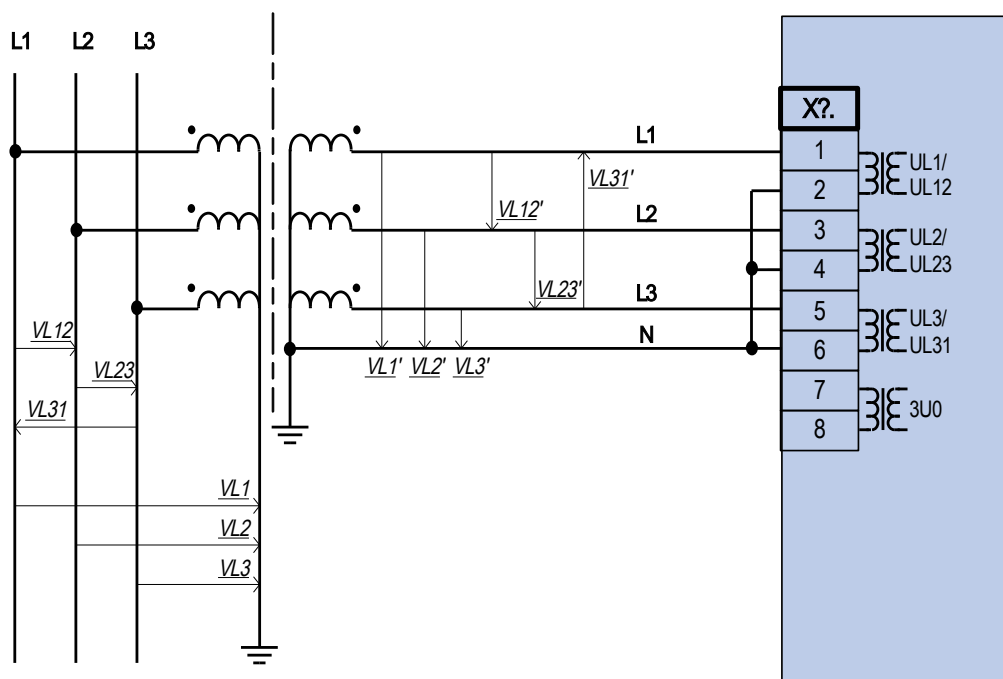 L1 L2 L3
X?.
L1
1
UL1/
UL12
VL31'
2
VL12'
L2
3
UL2/
UL23
4
VL23'
L3
5
UL3/
UL31
VL12
N
6
VL23
VL1' VL2' VL3'
7
3U0
VL31
8
VL1
VL2
VL3